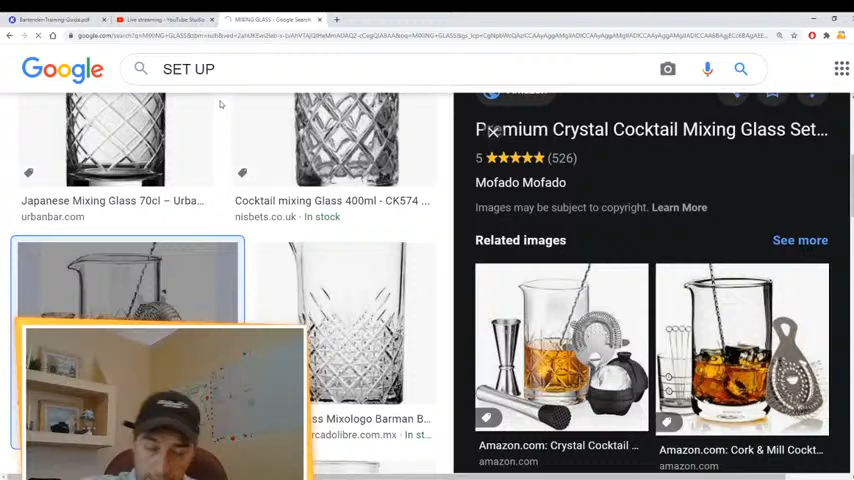 Bartender-Training-Guide.pdf
Live streaming - YouTube Studio
MIXING GLASS - Google Search
Google
SET UP
Premium Crystal Cocktail Mixing Glass Set...
5 ★★★★★ (526)
Mofado Mofado
Images may be subject to copyright. Learn More
Related images
See more
Japanese Mixing Glass 70cl – Urba...
urbanbar.com
Cocktail mixing Glass 400ml - CK574 ...
nisbets.co.uk · In stock
ss Mixologo Barman B...
rcadolibre.com.mx · In st...
Amazon.com: Crystal Cocktail ...
amazon.com
Amazon.com: Cork & Mill Cockt...
amazon.com